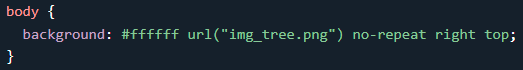 body {
  background: #ffffff url("img_tree.png") no-repeat right top;
}